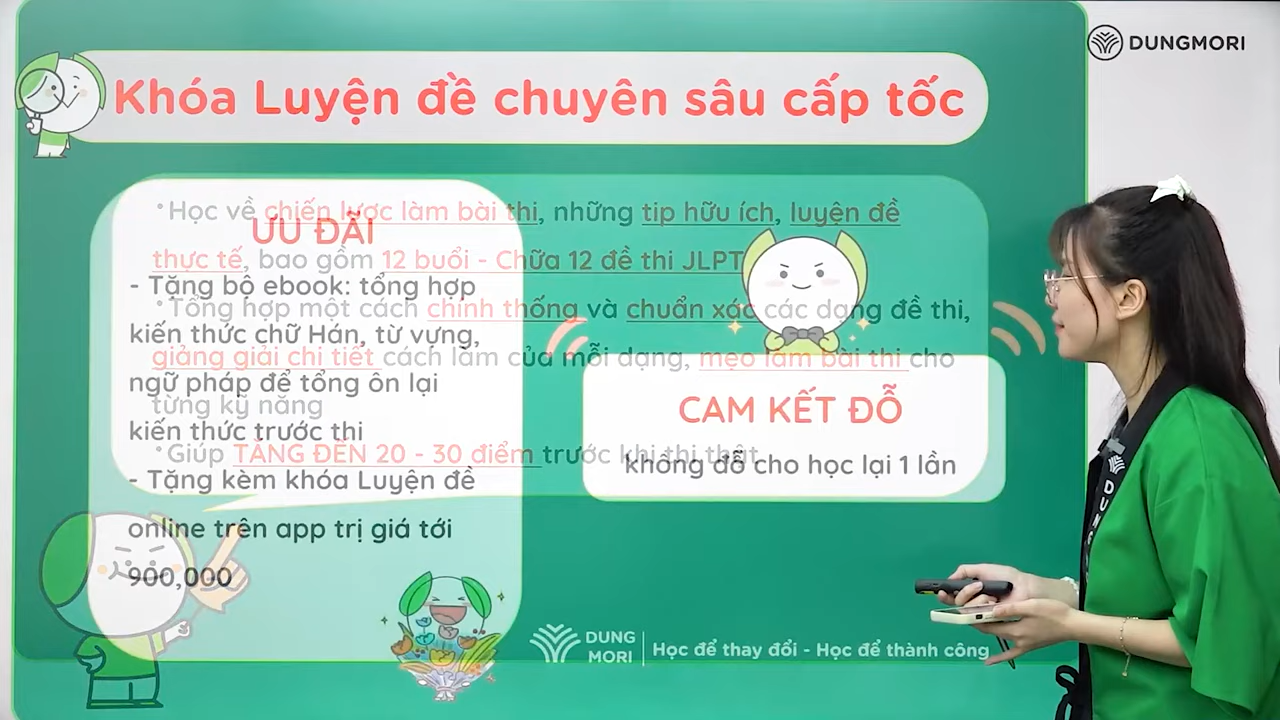 DUNGMORI
Khóa Luyện đề chuyên sâu cấp tốc
• Học về chiến lược làm bài thi, những tip hữu ích, luyện đề
thực tế, bao gồm 12 buổi - Chữa 12 đề thi JLPT
• Tổng hợp một cách chính thống và chuẩn xác các dạng đề thi,
giảng giải chi tiết cách làm của mỗi dạng, mẹo làm bài thi cho
từng kỹ năng
• Giúp TĂNG ĐẾN 20 - 30 điểm trước khi thi thật
ƯU ĐÃI
- Tặng bộ ebook: tổng hợp
kiến thức chữ Hán, từ vựng,
ngữ pháp để tổng ôn lại
kiến thức trước thi
- Tặng kèm khóa Luyện đề
online trên app trị giá tới
900,000
CAM KẾT ĐỖ
không đỗ cho học lại 1 lần
DUNG
MORI
Học để thay đổi - Học để thành công